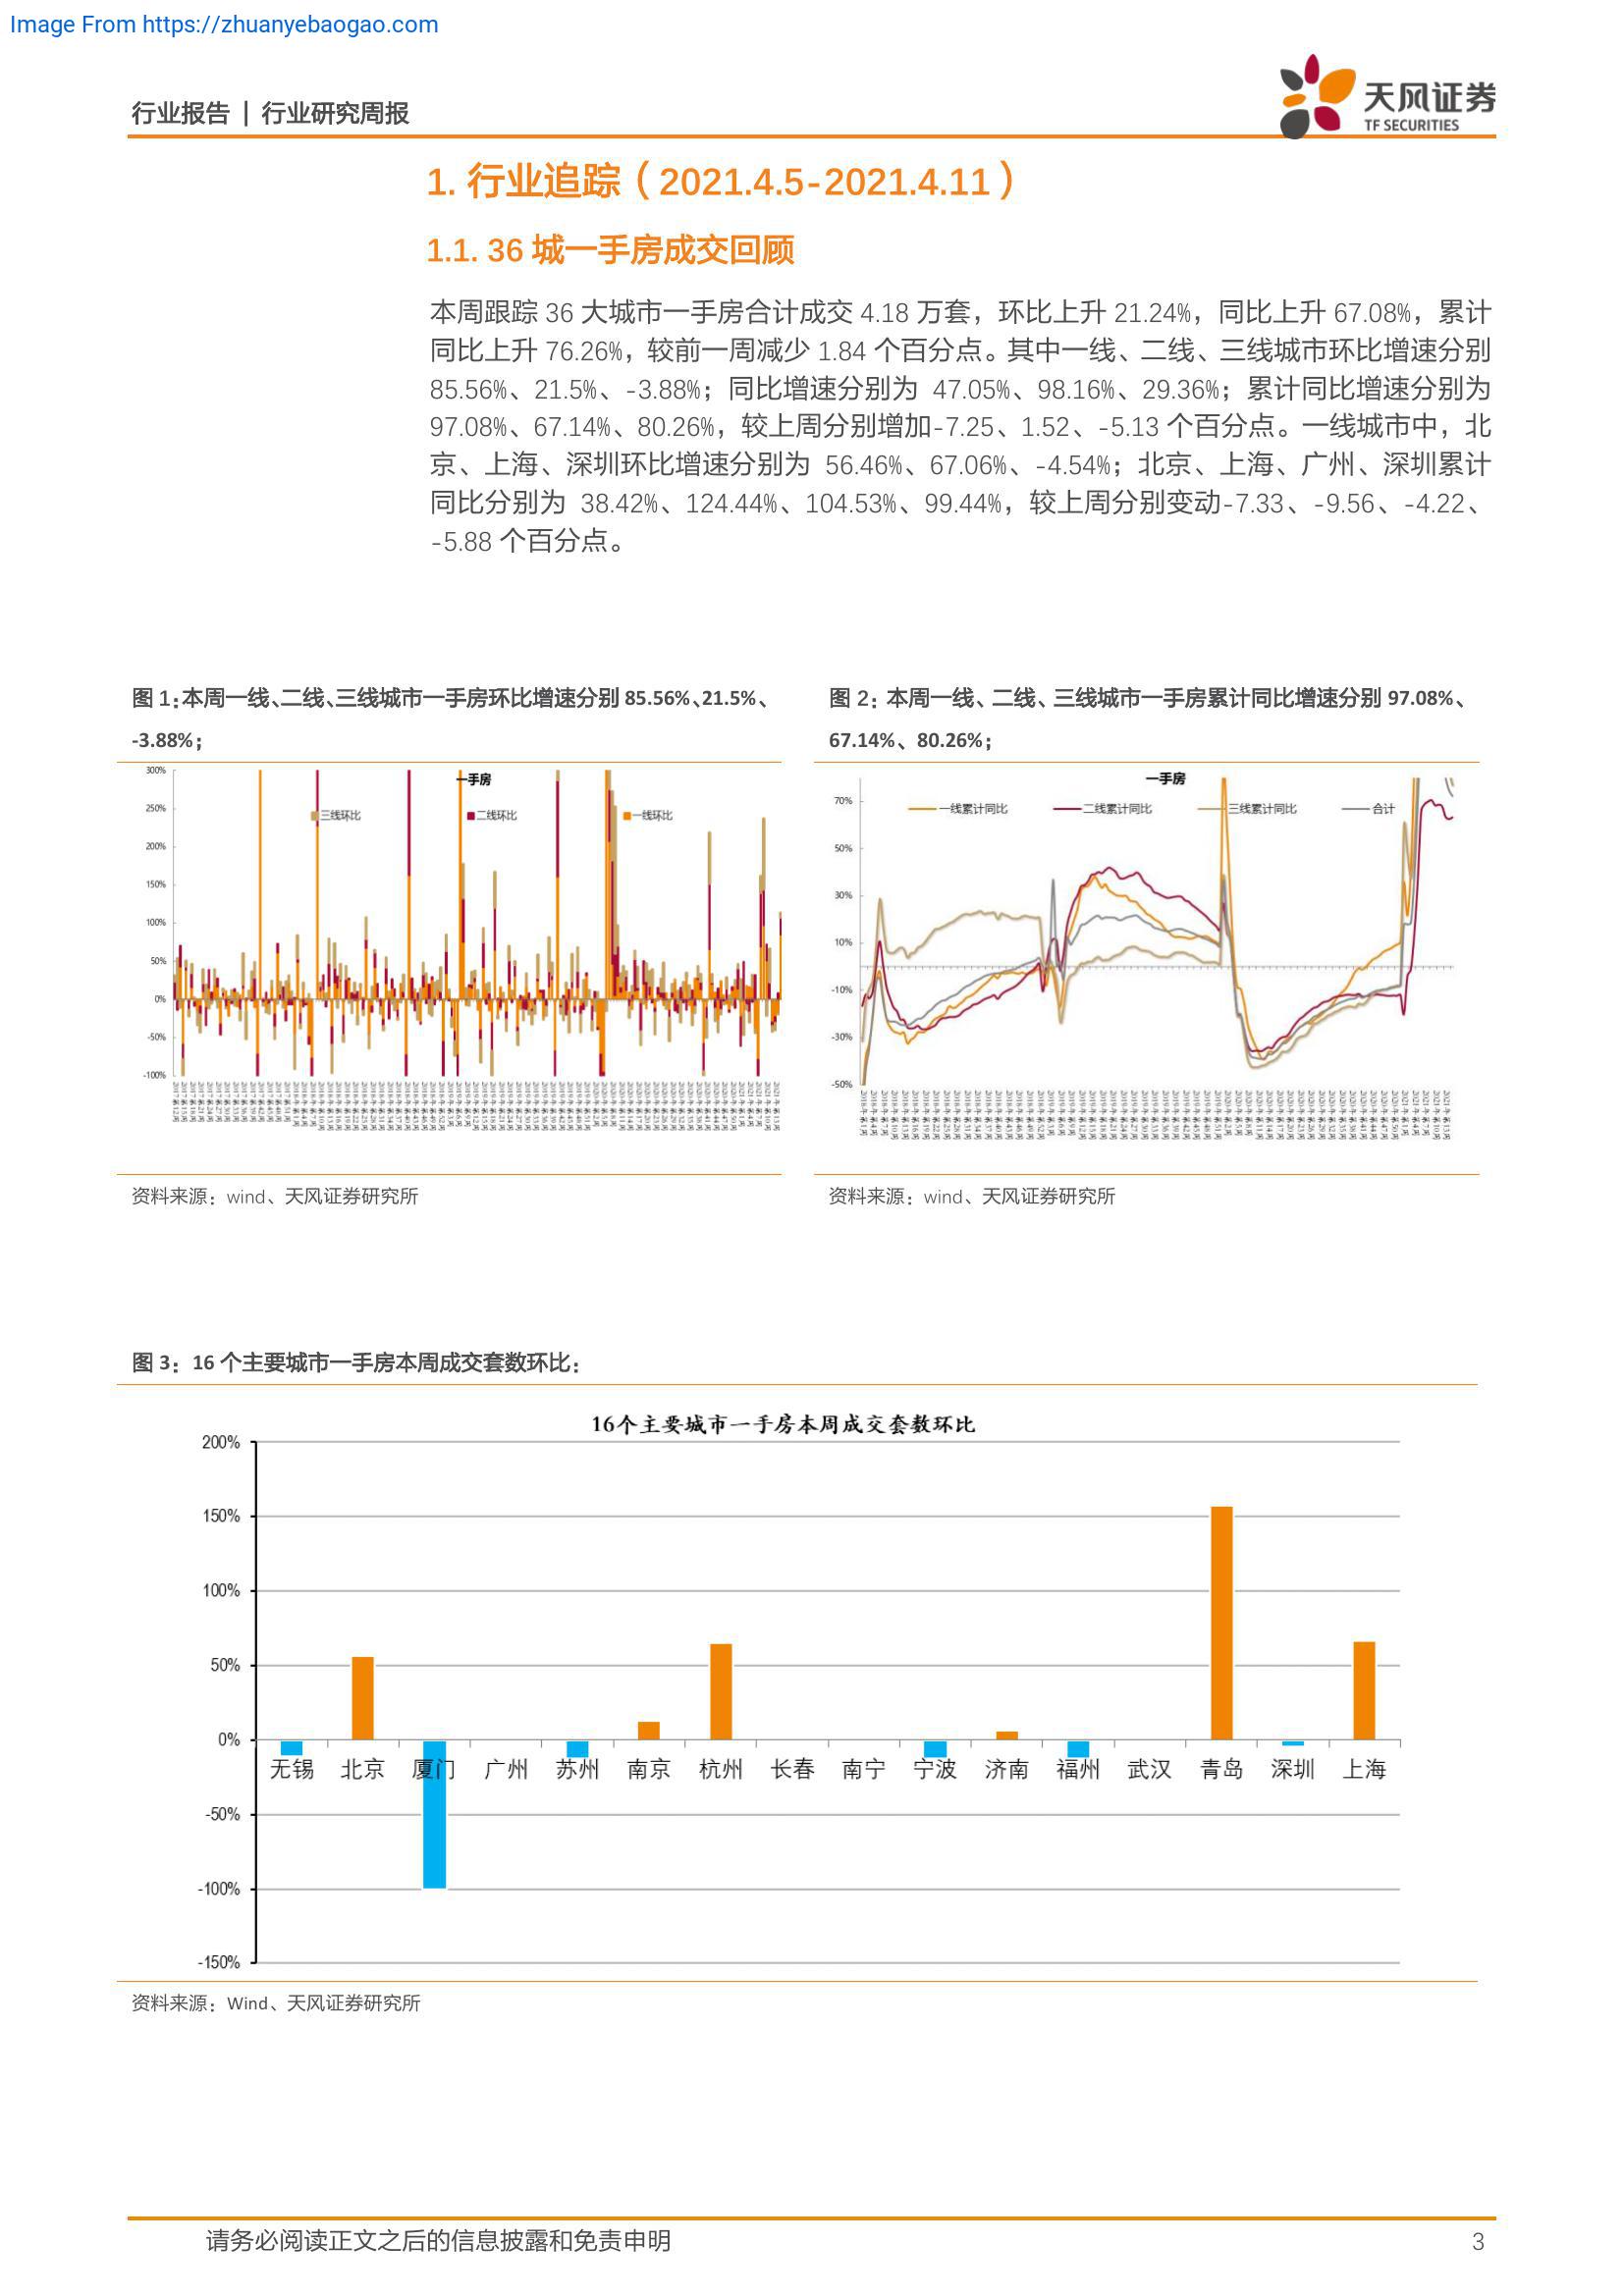 Image From https://zhuanyebaogao.com
行业报告 | 行业研究周报
天风证券
TF SECURITIES
1. 行业追踪（2021.4.5-2021.4.11）
1.1. 36 城一手房成交回顾
本周跟踪 36 大城市一手房合计成交 4.18 万套，环比上升 21.24%，同比上升 67.08%，累计
同比上升 76.26%，较前一周减少 1.84 个百分点。其中一线、二线、三线城市环比增速分别
85.56%、21.5%、-3.88%；同比增速分别为 47.05%、98.16%、29.36%；累计同比增速分别为
97.08%、67.14%、80.26%，较上周分别增加-7.25、1.52、-5.13 个百分点。一线城市中，北
京、上海、深圳环比增速分别为 56.46%、67.06%、-4.54%；北京、上海、广州、深圳累计
同比分别为 38.42%、124.44%、104.53%、99.44%，较上周分别变动-7.33、-9.56、-4.22、
-5.88 个百分点。
图 1：本周一线、二线、三线城市一手房环比增速分别 85.56%、21.5%、
-3.88%；
一手房
三线环比 二线环比 一线环比
300%
250%
200%
150%
100%
50%
0%
-50%
-100%
资料来源：wind、天风证券研究所
图 2：本周一线、二线、三线城市一手房累计同比增速分别 97.08%、
67.14%、80.26%；
一手房
一线累计同比 二线累计同比 三线累计同比 合计
70%
50%
30%
10%
-10%
-30%
-50%
资料来源：wind、天风证券研究所
图 3：16 个主要城市一手房本周成交套数环比：
16个主要城市一手房本周成交套数环比
200%
150%
100%
50%
0%
-50%
-100%
-150%
无锡 北京 厦门 广州 苏州 南京 杭州 长春 南宁 宁波 济南 福州 武汉 青岛 深圳 上海
资料来源：Wind、天风证券研究所
请务必阅读正文之后的信息披露和免责申明 3